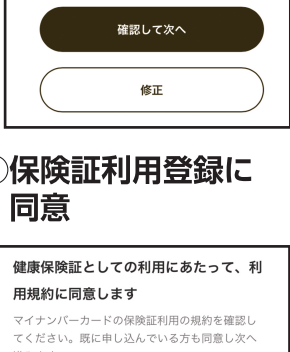 確認して次へ
修正
保険証利用登録に
同意
健康保険証としての利用にあたって、利
用規約に同意します
マイナンバーカードの保険証利用の規約を確認し
てください。既に申し込んでいる方も同意し次へ